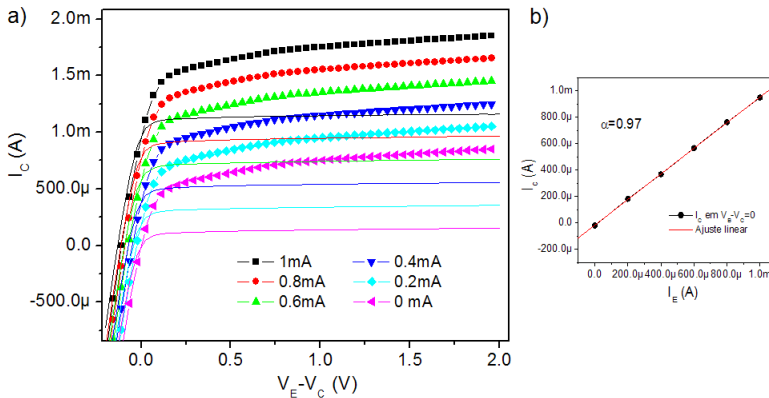 a)
I_C (A)
2.0m
1.5m
1.0m
500.0µ
0.0
-500.0µ
1mA
0.8mA
0.6mA
0.4mA
0.2mA
0 mA
0.0
0.5
1.0
1.5
2.0
V_E-V_C (V)
b)
I_c (A)
1.0m
800.0µ
600.0µ
400.0µ
200.0µ
0.0
-200.0µ
α=0.97
I_c em V_E-V_C=0
Ajuste linear
0.0 200.0µ 400.0µ 600.0µ 800.0µ 1.0m
I_E (A)